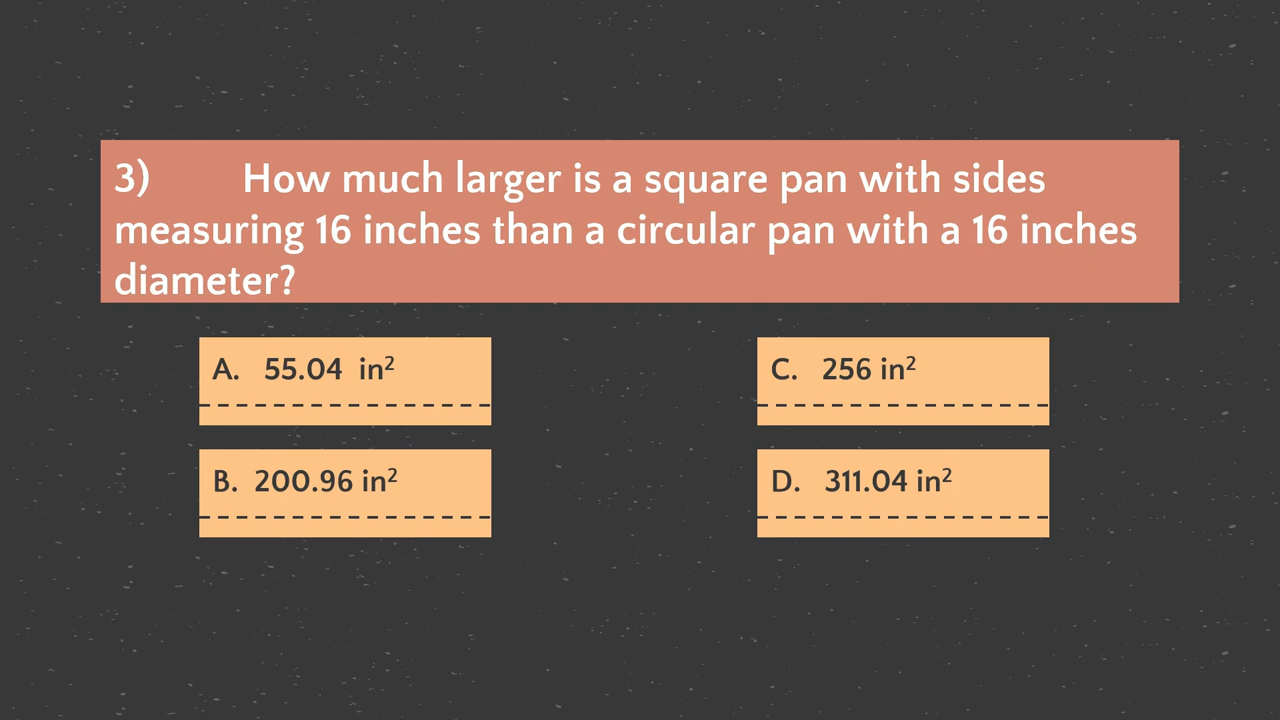 3) How much larger is a square pan with sides
measuring 16 inches than a circular pan with a 16 inches
diameter?
A. 55.04 in²
B. 200.96 in²
C. 256 in²
D. 311.04 in²